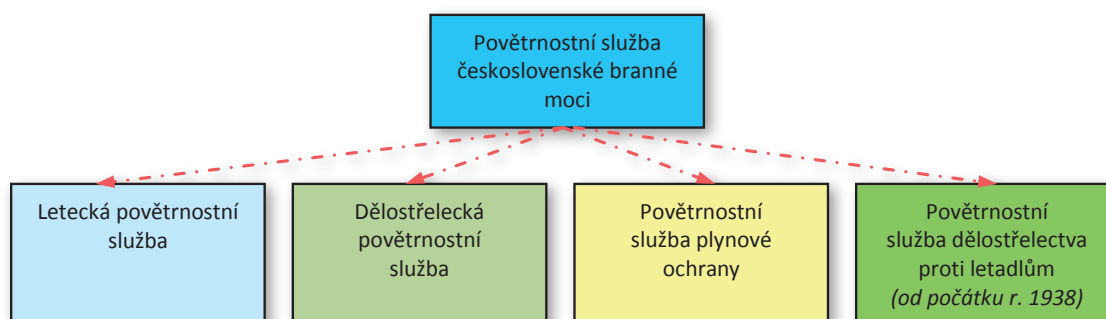 Povětrnostní služba
československé branné
moci
Letecká povětrnostní
služba
Dělostřelecká
povětrnostní
služba
Povětrnostní
služba plynové
ochrany
Povětrnostní
služba dělostřelectva
proti letadlům
(od počátku r. 1938)